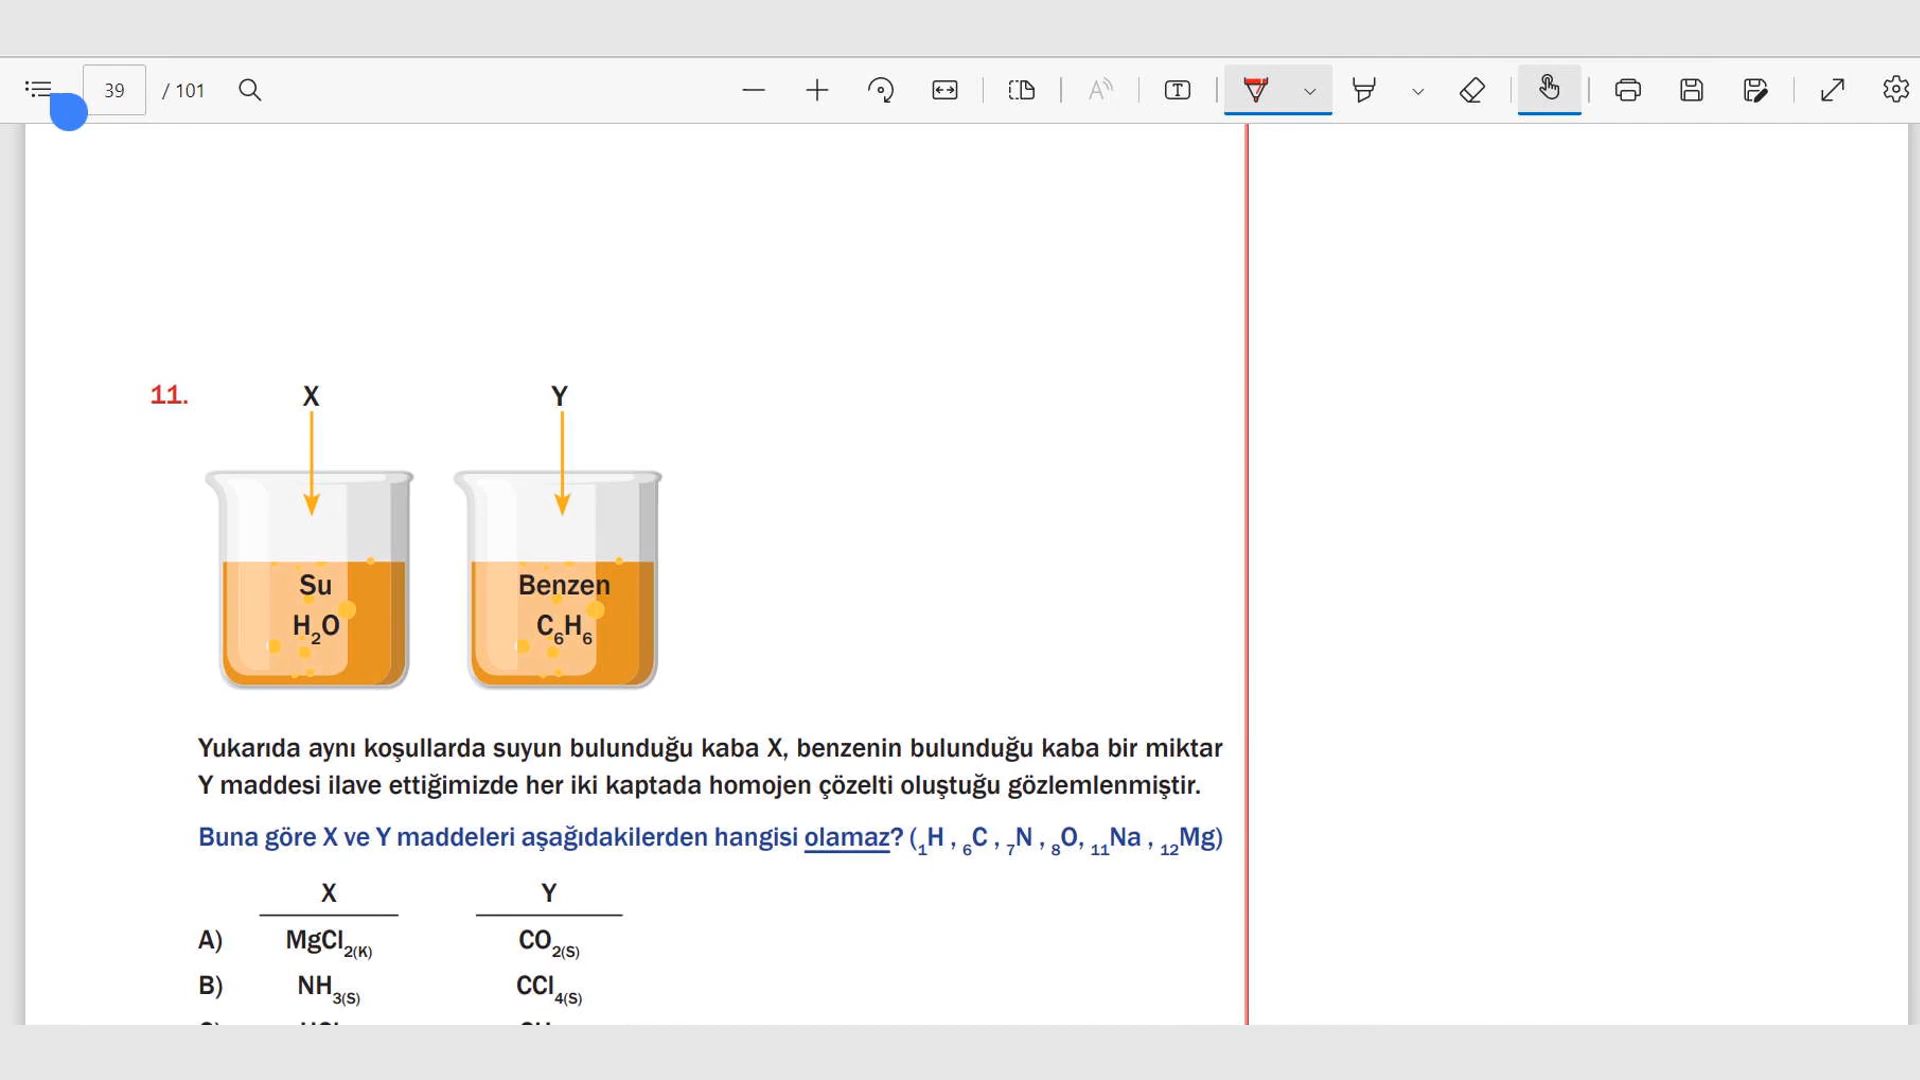 39 / 101
11.
X Y
Su Benzen
H2O C6H6
Yukarıda aynı koşullarda suyun bulunduğu kaba X, benzenin bulunduğu kaba bir miktar
Y maddesi ilave ettiğimizde her iki kaptada homojen çözelti oluştuğu gözlemlenmiştir.
Buna göre X ve Y maddeleri aşağıdakilerden hangisi olamaz? (1H , 6C , 7N , 8O, 11Na , 12Mg)
X Y
A) MgCl2(K) CO2(S)
B) NH3(S) CCl4(S)